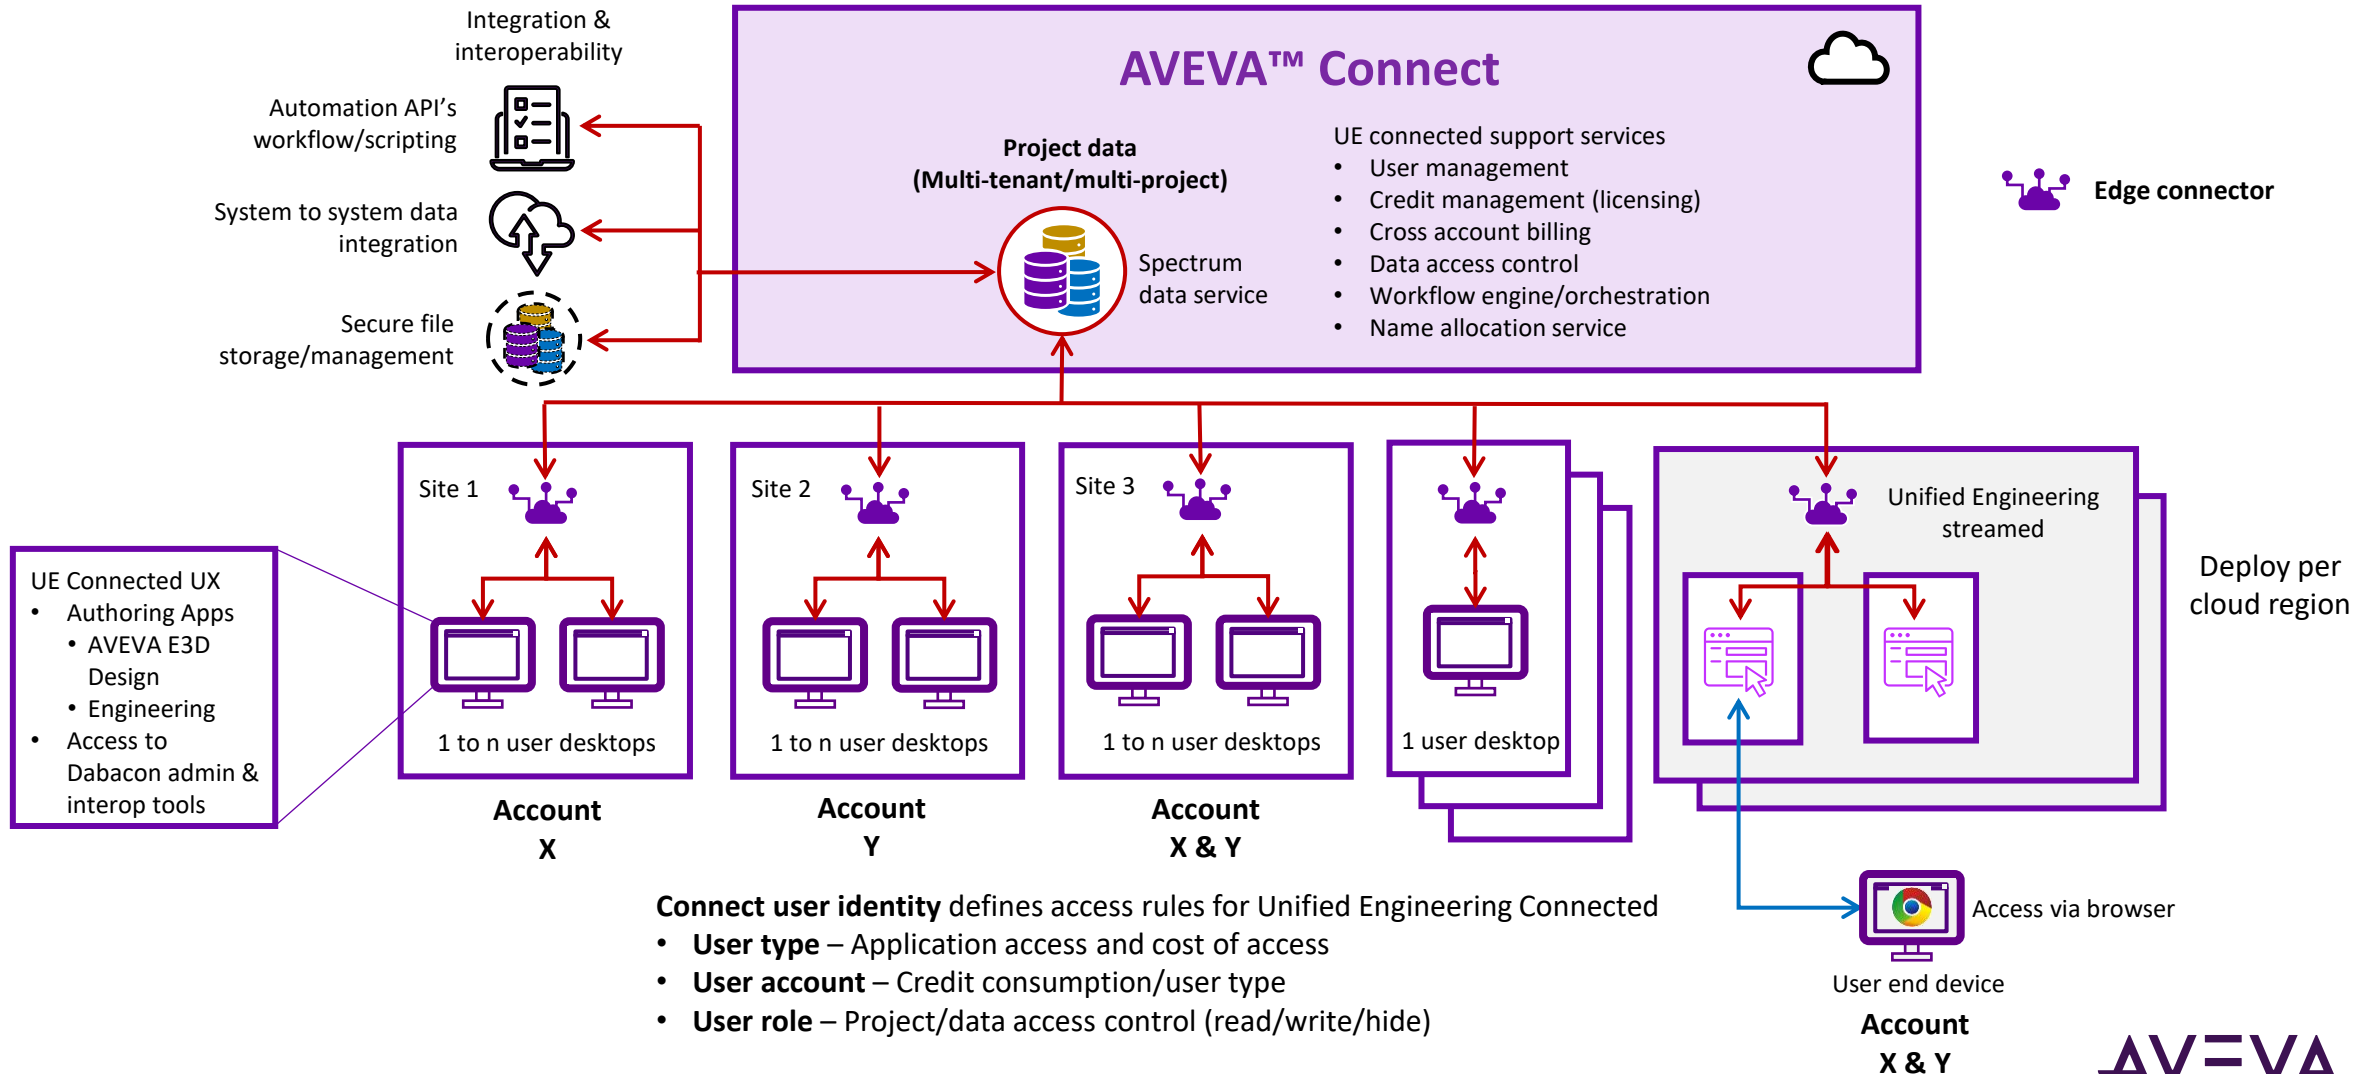 Integration &
interoperability
Automation API's
workflow/scripting
System to system data
integration
Secure file
storage/management
AVEVA™ Connect
Project data
(Multi-tenant/multi-project)
Spectrum
data service
UE connected support services
• User management
• Credit management (licensing)
• Cross account billing
• Data access control
• Workflow engine/orchestration
• Name allocation service
Edge connector
Site 1
Site 2
Site 3
Unified Engineering
streamed
Deploy per
cloud region
UE Connected UX
• Authoring Apps
• AVEVA E3D
Design
• Engineering
• Access to
Dabacon admin &
interop tools
1 to n user desktops
1 to n user desktops
1 to n user desktops
1 user desktop
Account
X
Account
Y
Account
X & Y
Access via browser
User end device
Account
X & Y
Connect user identity defines access rules for Unified Engineering Connected
• User type – Application access and cost of access
• User account – Credit consumption/user type
• User role – Project/data access control (read/write/hide)
AVEVA